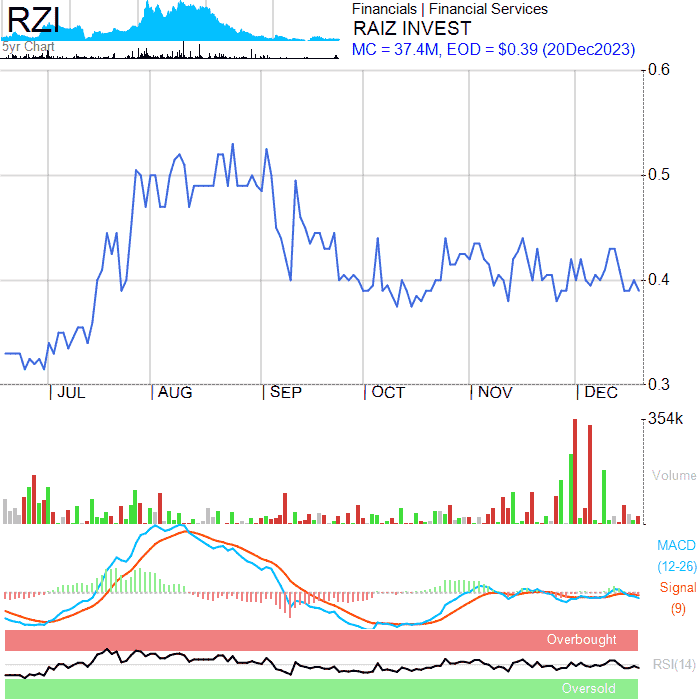 RZI
5yr Chart
Financials | Financial Services
RAIZ INVEST
MC = 37.4M, EOD = $0.39 (20Dec2023)
0.6
0.5
0.4
0.3
JUL AUG SEP OCT NOV DEC
354k
Volume
MACD
(12-26)
Signal
(9)
Overbought
RSI(14)
Oversold